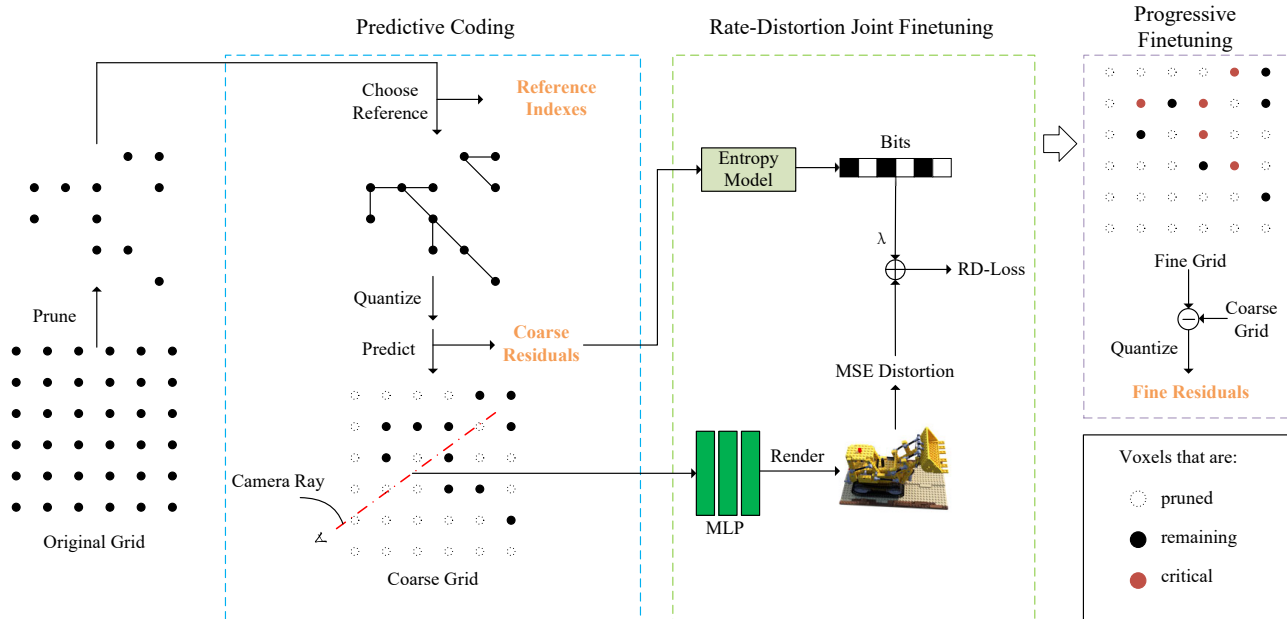 Predictive Coding
Rate-Distortion Joint Finetuning
Progressive
Finetuning
Choose
Reference
Reference
Indexes
Entropy
Model
Bits
λ
RD-Loss
Quantize
Predict
Coarse
Residuals
Prune
MSE Distortion
Fine Grid
Coarse
Grid
Quantize
Fine Residuals
Camera Ray
Render
MLP
Original Grid
Coarse Grid
Voxels that are:
pruned
remaining
critical